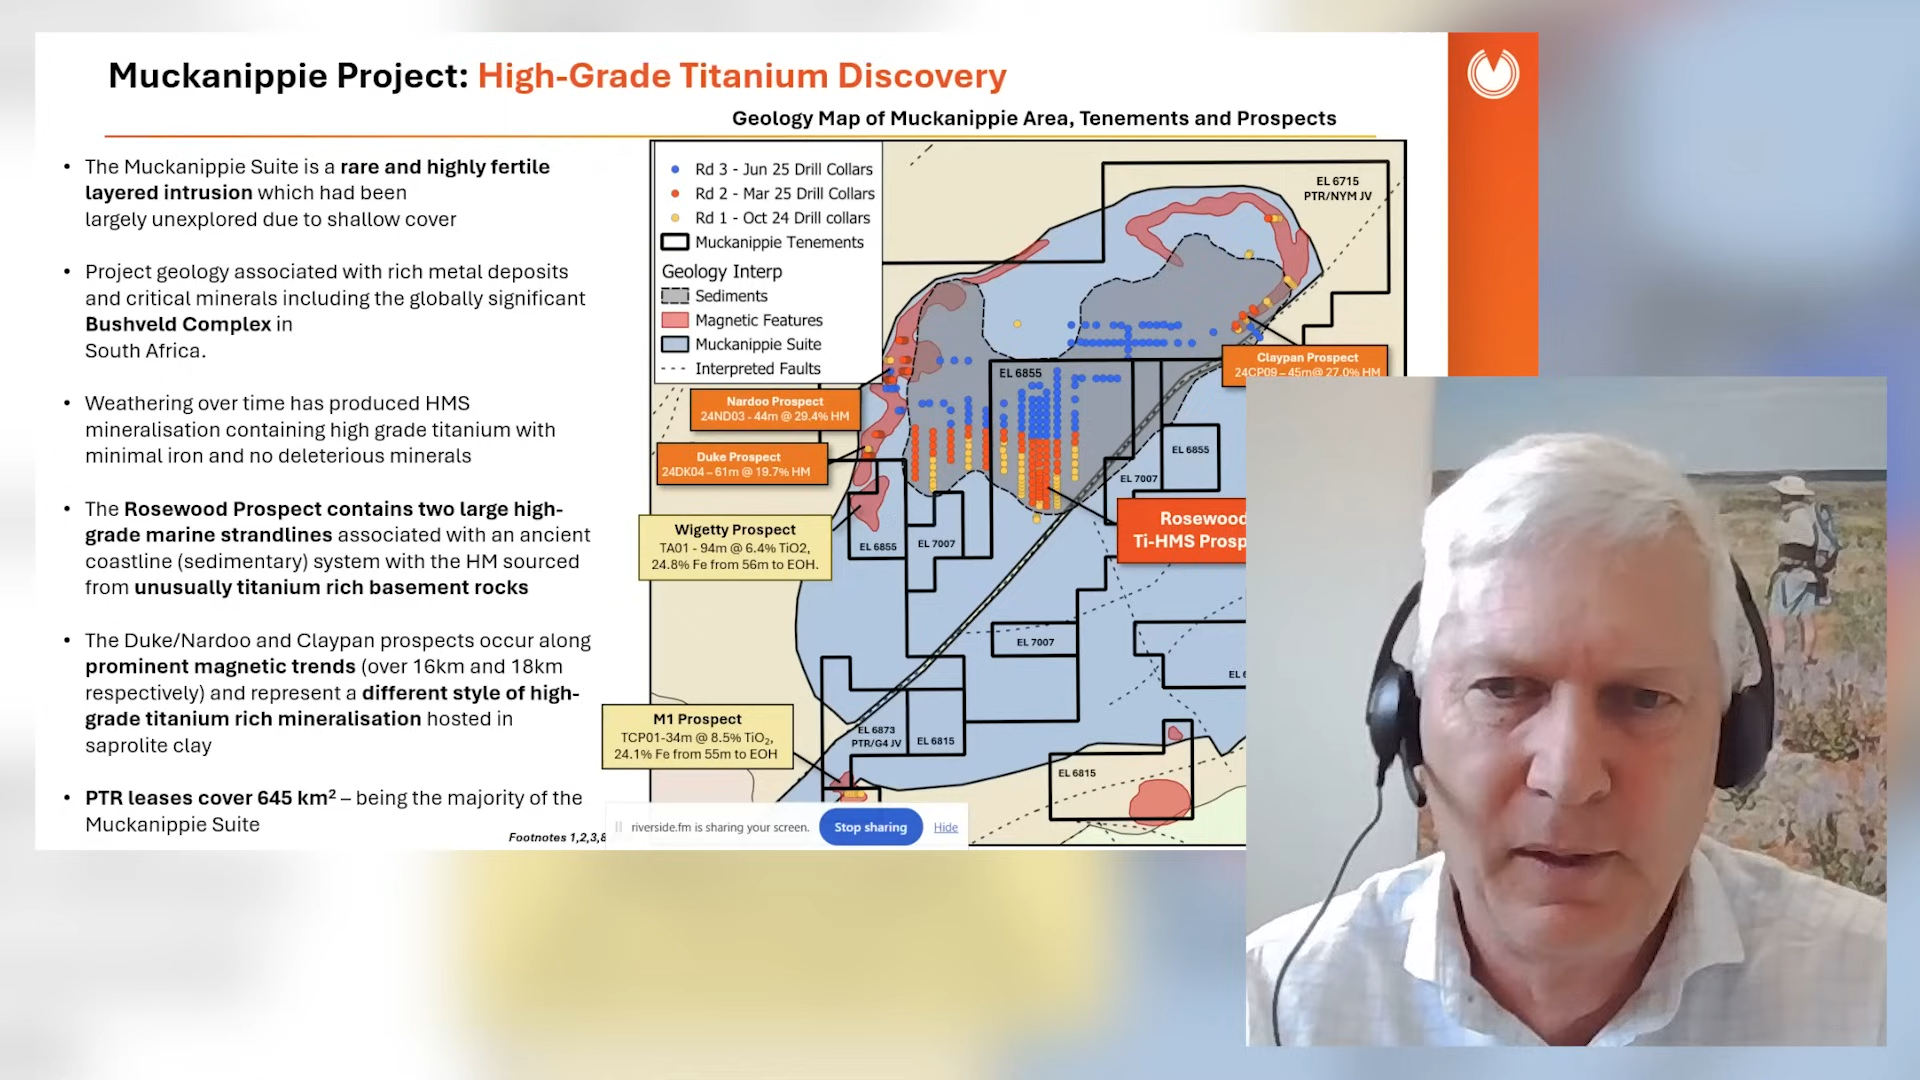 Muckanippie Project: High-Grade Titanium Discovery
Geology Map of Muckanippie Area, Tenements and Prospects
• The Muckanippie Suite is a rare and highly fertile
layered intrusion which had been
largely unexplored due to shallow cover
• Project geology associated with rich metal deposits
and critical minerals including the globally significant
Bushveld Complex in
South Africa.
• Weathering over time has produced HMS
mineralisation containing high grade titanium with
minimal iron and no deleterious minerals
• The Rosewood Prospect contains two large high-
grade marine strandlines associated with an ancient
coastline (sedimentary) system with the HM sourced
from unusually titanium rich basement rocks
• The Duke/Nardoo and Claypan prospects occur along
prominent magnetic trends (over 16km and 18km
respectively) and represent a different style of high-
grade titanium rich mineralisation hosted in
saprolite clay
• PTR leases cover 645 km² – being the majority of the
Muckanippie Suite
Footnotes 1,2,3,8
Rd 3 - Jun 25 Drill Collars
Rd 2 - Mar 25 Drill Collars
Rd 1 - Oct 24 Drill collars
Muckanippie Tenements
Geology Interp
Sediments
Magnetic Features
Muckanippie Suite
Interpreted Faults
EL 6715
PTR/NYM JV
Claypan Prospect
24CP09 – 45m@ 27.0% HM
EL 6855
Nardoo Prospect
24ND03 - 44m @ 29.4% HM
Duke Prospect
24DK04 – 61m @ 19.7% HM
EL 6855
EL 7007
Rosewood
Ti-HMS Prosp
Wigetty Prospect
TA01 - 94m @ 6.4% TiO2,
24.8% Fe from 56m to EOH.
EL 6855
EL 7007
EL 7007
EL 6
M1 Prospect
TCP01-34m @ 8.5% TiO₂,
24.1% Fe from 55m to EOH
EL 6873
PTR/G4 JV
EL 6815
EL 6815
riverside.fm is sharing your screen.
Stop sharing
Hide